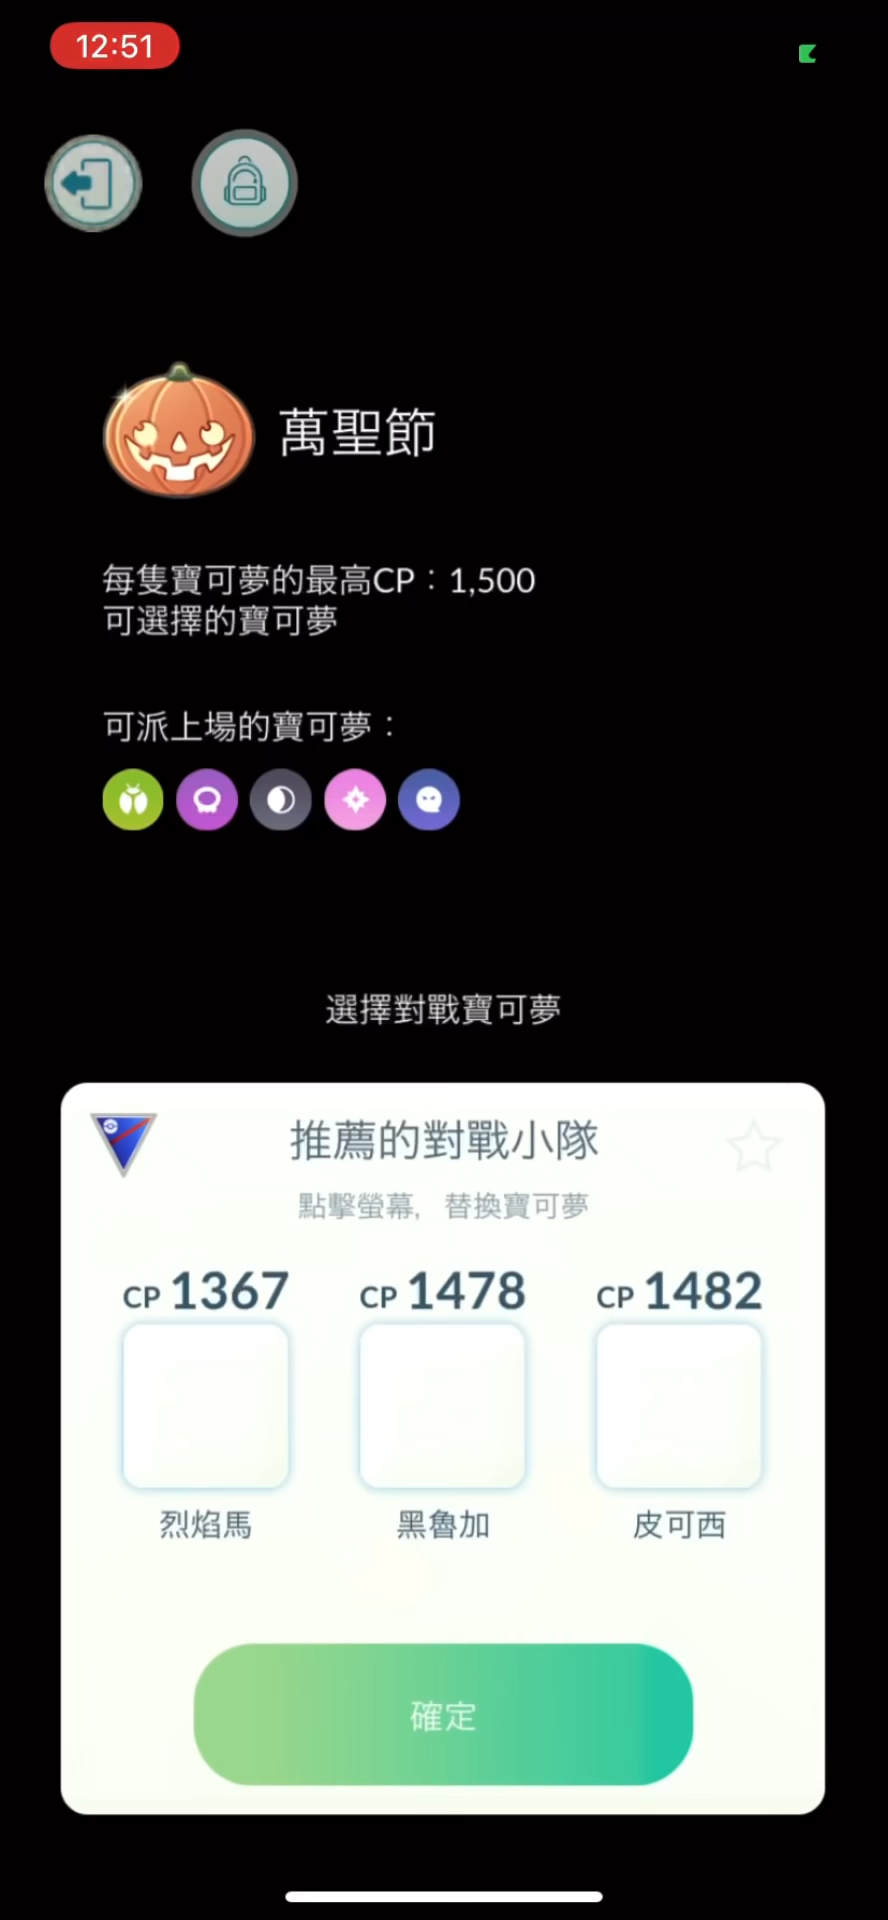 12:51
萬聖節
每隻寶可夢的最高CP：1,500
可選擇的寶可夢
可派上場的寶可夢：
選擇對戰寶可夢
推薦的對戰小隊
點擊螢幕，替換寶可夢
CP 1367 CP 1478 CP 1482
烈焰馬 黑魯加 皮可西
確定